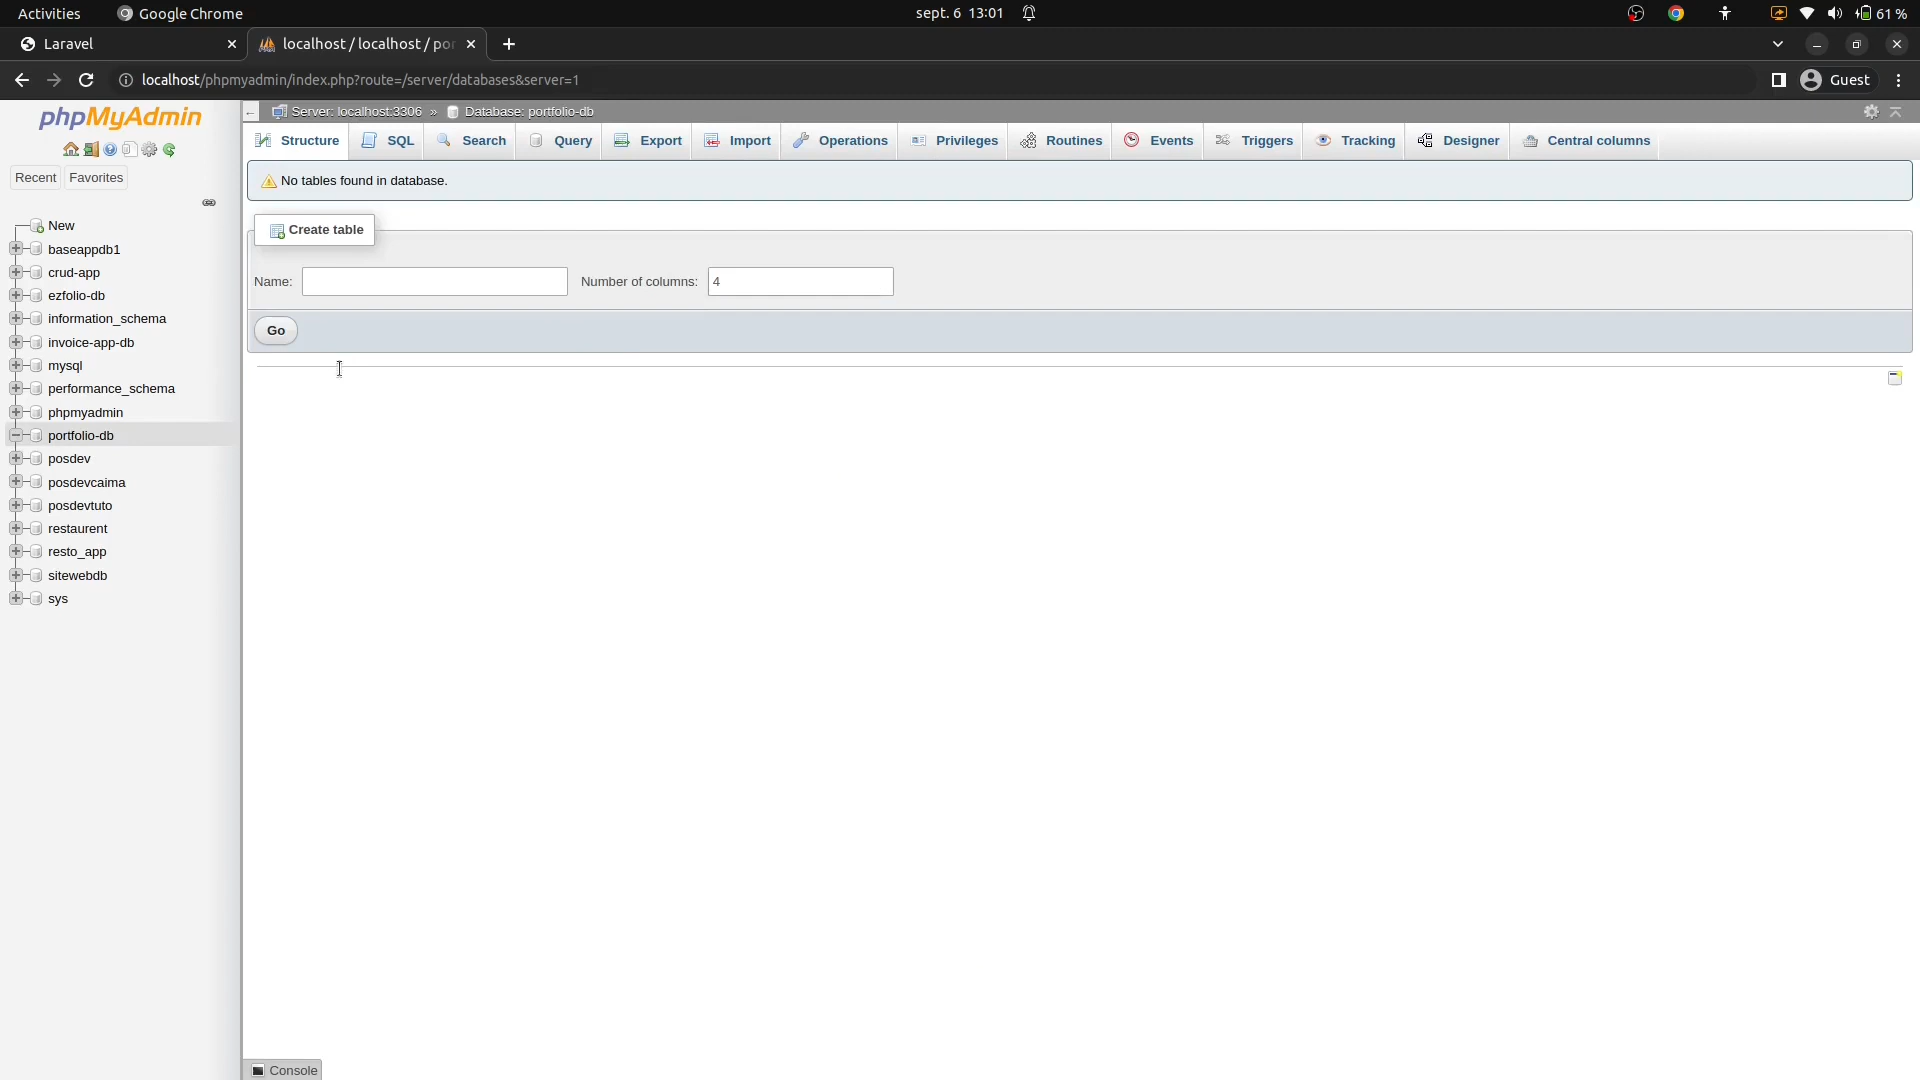 Activities Google Chrome sept. 6 13:01 61 %
Laravel localhost / localhost / por
localhost/phpmyadmin/index.php?route=/server/databases&server=1 Guest
phpMyAdmin
Recent Favorites
New
baseappdb1
crud-app
ezfolio-db
information_schema
invoice-app-db
mysql
performance_schema
phpmyadmin
portfolio-db
posdev
posdevcaima
posdevtuto
restaurent
resto_app
sitewebdb
sys
Server: localhost:3306 » Database: portfolio-db
Structure SQL Search Query Export Import Operations Privileges Routines Events Triggers Tracking Designer Central columns
No tables found in database.
Create table
Name: Number of columns: 4
Go
Console